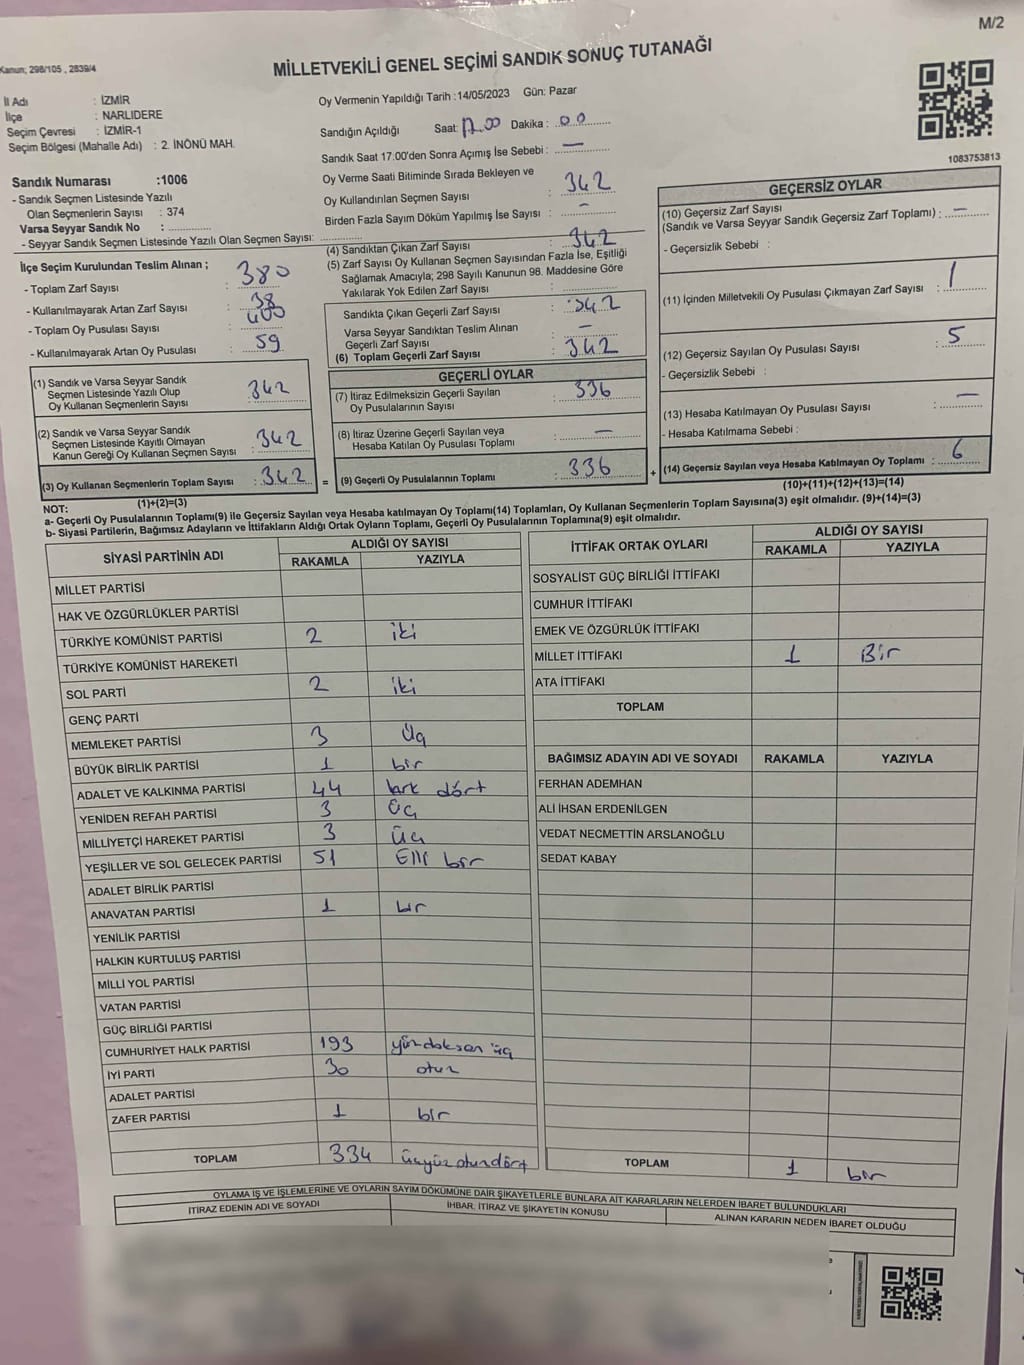 M/2
Kanun; 298/105 , 2839/4
MİLLETVEKİLİ GENEL SEÇİMİ SANDIK SONUÇ TUTANAĞI
İl Adı : İZMİR
İlçe : NARLIDERE
Seçim Çevresi : İZMİR-1
Seçim Bölgesi (Mahalle Adı) : 2. İNÖNÜ MAH.
Sandık Numarası :1006
- Sandık Seçmen Listesinde Yazılı
Olan Seçmenlerin Sayısı : 374
Varsa Seyyar Sandık No :
- Seyyar Sandık Seçmen Listesinde Yazılı Olan Seçmen Sayısı:
İlçe Seçim Kurulundan Teslim Alınan ;
- Toplam Zarf Sayısı : 380
- Kullanılmayarak Artan Zarf Sayısı : 38
- Toplam Oy Pusulası Sayısı : 400
- Kullanılmayarak Artan Oy Pusulası : 59
(1) Sandık ve Varsa Seyyar Sandık
Seçmen Listesinde Yazılı Olup
Oy Kullanan Seçmenlerin Sayısı : 342
(2) Sandık ve Varsa Seyyar Sandık
Seçmen Listesinde Kayıtlı Olmayan
Kanun Gereği Oy Kullanan Seçmen Sayısı : 342
(3) Oy Kullanan Seçmenlerin Toplam Sayısı : 342 =
(1)+(2)=(3)
Oy Vermenin Yapıldığı Tarih :14/05/2023 Gün: Pazar
Sandığın Açıldığı Saat: 17.00 Dakika : 00
Sandık Saat 17:00'den Sonra Açımış İse Sebebi : —
Oy Verme Saati Bitiminde Sırada Bekleyen ve
Oy Kullandırılan Seçmen Sayısı : 342
Birden Fazla Sayım Döküm Yapılmış İse Sayısı : —
(4) Sandıktan Çıkan Zarf Sayısı : 342
(5) Zarf Sayısı Oy Kullanan Seçmen Sayısından Fazla İse, Eşitliği
Sağlamak Amacıyla; 298 Sayılı Kanunun 98. Maddesine Göre
Yakılarak Yok Edilen Zarf Sayısı :
Sandıkta Çıkan Geçerli Zarf Sayısı : 342
Varsa Seyyar Sandıktan Teslim Alınan
Geçerli Zarf Sayısı : —
(6) Toplam Geçerli Zarf Sayısı : 342
GEÇERLİ OYLAR
(7) İtiraz Edilmeksizin Geçerli Sayılan
Oy Pusulalarının Sayısı : 336
(8) İtiraz Üzerine Geçerli Sayılan veya
Hesaba Katılan Oy Pusulası Toplamı : —
(9) Geçerli Oy Pusulalarının Toplamı : 336 +
1083753813
GEÇERSİZ OYLAR
(10) Geçersiz Zarf Sayısı
(Sandık ve Varsa Seyyar Sandık Geçersiz Zarf Toplamı) : —
- Geçersizlik Sebebi :
(11) İçinden Milletvekili Oy Pusulası Çıkmayan Zarf Sayısı : 1
(12) Geçersiz Sayılan Oy Pusulası Sayısı : 5
- Geçersizlik Sebebi :
(13) Hesaba Katılmayan Oy Pusulası Sayısı : —
- Hesaba Katılmama Sebebi :
(14) Geçersiz Sayılan veya Hesaba Katılmayan Oy Toplamı : 6
(10)+(11)+(12)+(13)=(14)
NOT:
a- Geçerli Oy Pusulalarının Toplamı(9) ile Geçersiz Sayılan veya Hesaba katılmayan Oy Toplamı(14) Toplamları, Oy Kullanan Seçmenlerin Toplam Sayısına(3) eşit olmalıdır. (9)+(14)=(3)
b- Siyasi Partilerin, Bağımsız Adayların ve İttifakların Aldığı Ortak Oyların Toplamı, Geçerli Oy Pusulalarının Toplamına(9) eşit olmalıdır.
SİYASİ PARTİNİN ADI ALDIĞI OY SAYISI
RAKAMLA YAZIYLA
MİLLET PARTİSİ
HAK VE ÖZGÜRLÜKLER PARTİSİ
TÜRKİYE KOMÜNİST PARTİSİ 2 iki
TÜRKİYE KOMÜNİST HAREKETİ
SOL PARTİ 2 iki
GENÇ PARTİ
MEMLEKET PARTİSİ 3 Üç
BÜYÜK BİRLİK PARTİSİ 1 bir
ADALET VE KALKINMA PARTİSİ 44 kırk dört
YENİDEN REFAH PARTİSİ 3 Üç
MİLLİYETÇİ HAREKET PARTİSİ 3 üç
YEŞİLLER VE SOL GELECEK PARTİSİ 51 Elli bir
ADALET BİRLİK PARTİSİ
ANAVATAN PARTİSİ 1 bir
YENİLİK PARTİSİ
HALKIN KURTULUŞ PARTİSİ
MİLLİ YOL PARTİSİ
VATAN PARTİSİ
GÜÇ BİRLİĞİ PARTİSİ
CUMHURİYET HALK PARTİSİ 193 yüzdoksan üç
İYİ PARTİ 30 otuz
ADALET PARTİSİ
ZAFER PARTİSİ 1 bir
TOPLAM 334 üçyüz otuzdört
İTTİFAK ORTAK OYLARI ALDIĞI OY SAYISI
RAKAMLA YAZIYLA
SOSYALİST GÜÇ BİRLİĞİ İTTİFAKI
CUMHUR İTTİFAKI
EMEK VE ÖZGÜRLÜK İTTİFAKI
MİLLET İTTİFAKI 1 Bir
ATA İTTİFAKI
TOPLAM
BAĞIMSIZ ADAYIN ADI VE SOYADI RAKAMLA YAZIYLA
FERHAN ADEMHAN
ALİ İHSAN ERDENİLGEN
VEDAT NECMETTİN ARSLANOĞLU
SEDAT KABAY
TOPLAM 1 bir
OYLAMA İŞ VE İŞLEMLERİNE VE OYLARIN SAYIM DÖKÜMÜNE DAİR ŞİKAYETLERLE BUNLARA AİT KARARLARIN NELERDEN İBARET BULUNDUKLARI
İTİRAZ EDENİN ADI VE SOYADI İHBAR, İTİRAZ VE ŞİKAYETİN KONUSU ALINAN KARARIN NEDEN İBARET OLDUĞU